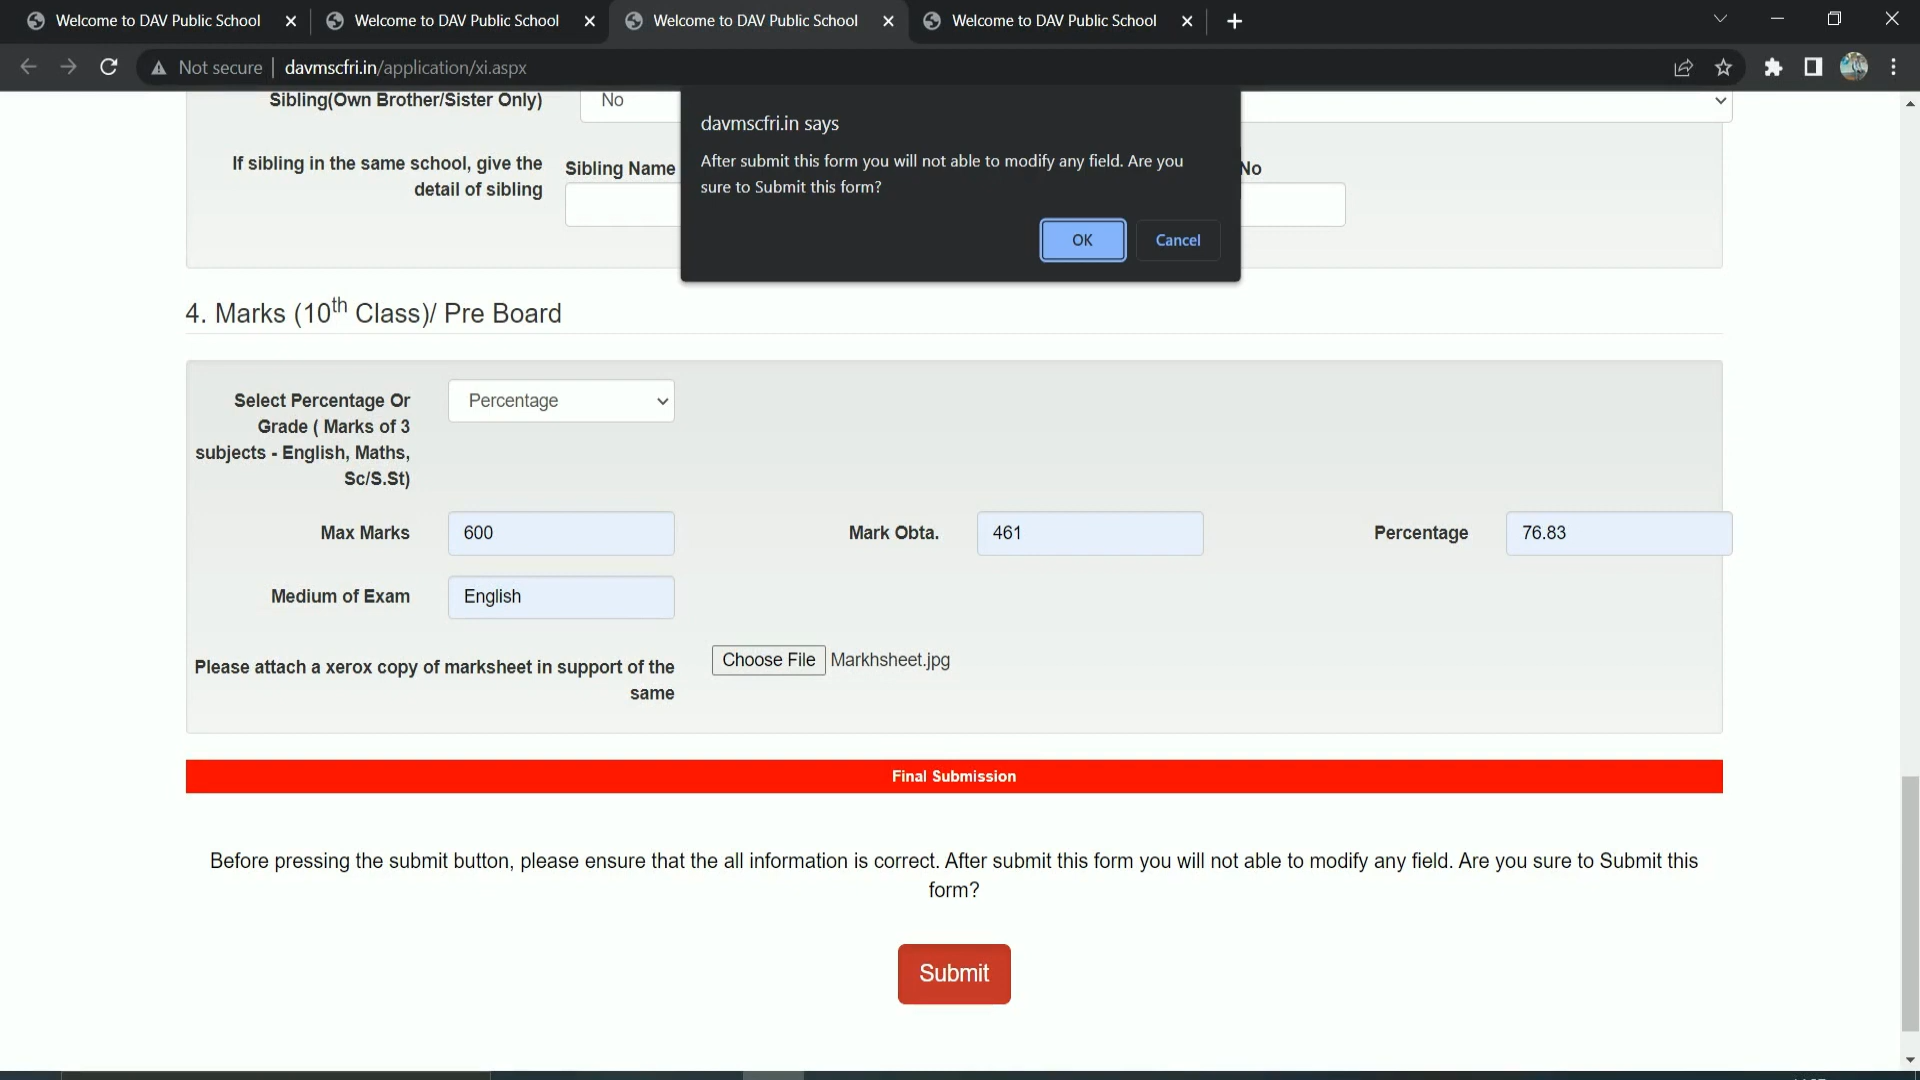 Welcome to DAV Public School
Welcome to DAV Public School
Welcome to DAV Public School
Welcome to DAV Public School
Not secure
davmscfri.in/application/xi.aspx
Sibling(Own Brother/Sister Only)
No
davmscfri.in says
After submit this form you will not able to modify any field. Are you
sure to Submit this form?
OK
Cancel
If sibling in the same school, give the
detail of sibling
Sibling Name
No
4. Marks (10th Class)/ Pre Board
Select Percentage Or
Grade ( Marks of 3
subjects - English, Maths,
Sc/S.St)
Percentage
Max Marks
600
Mark Obta.
461
Percentage
76.83
Medium of Exam
English
Please attach a xerox copy of marksheet in support of the
same
Choose File
Markhsheet.jpg
Final Submission
Before pressing the submit button, please ensure that the all information is correct. After submit this form you will not able to modify any field. Are you sure to Submit this
form?
Submit